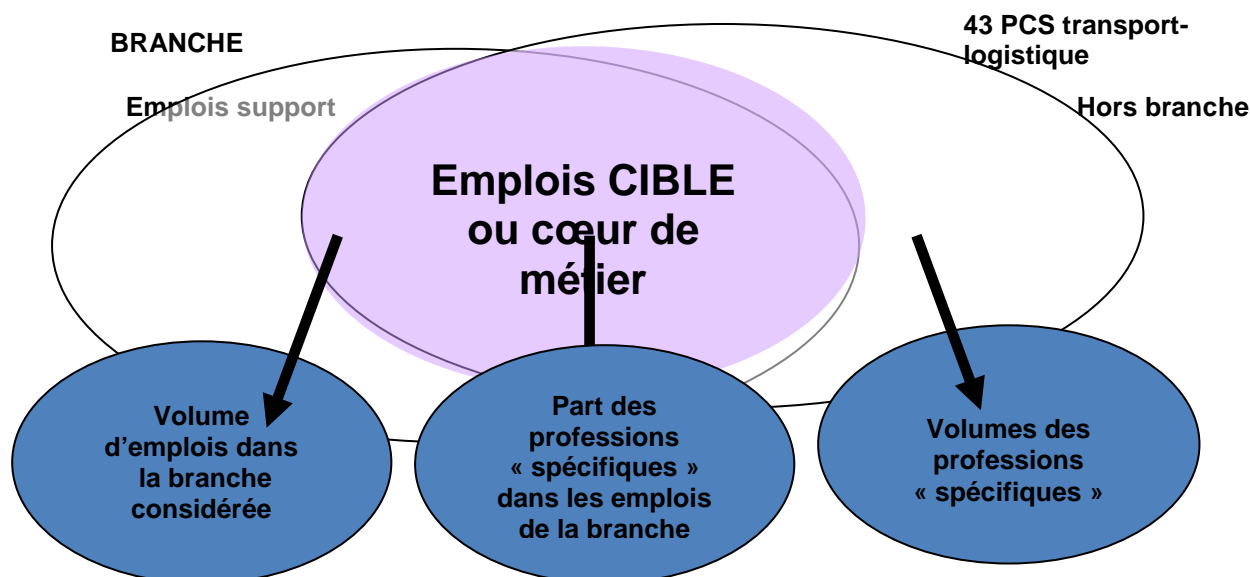 BRANCHE
43 PCS transport-
logistique
Emplois support
Hors branche
Emplois CIBLE
ou cœur de
métier
Volume
d’emplois dans
la branche
considérée
Part des
professions
« spécifiques »
dans les emplois
de la branche
Volumes des
professions
« spécifiques »